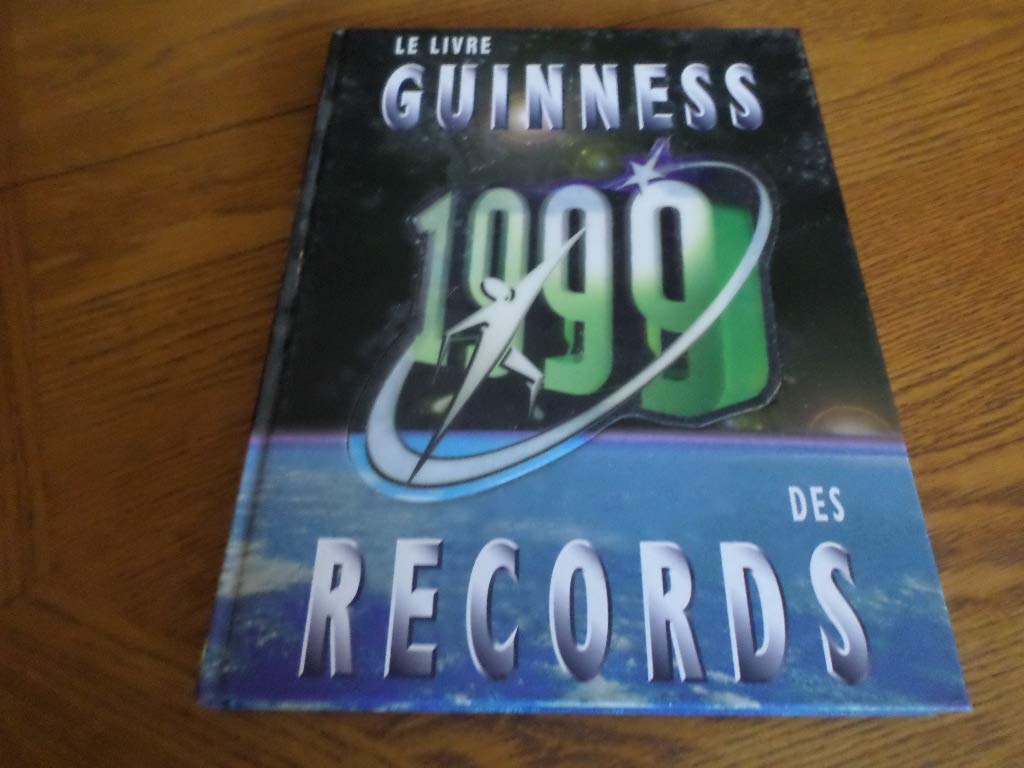 LE LIVRE
GUINNESS
1999
DES
RECORDS